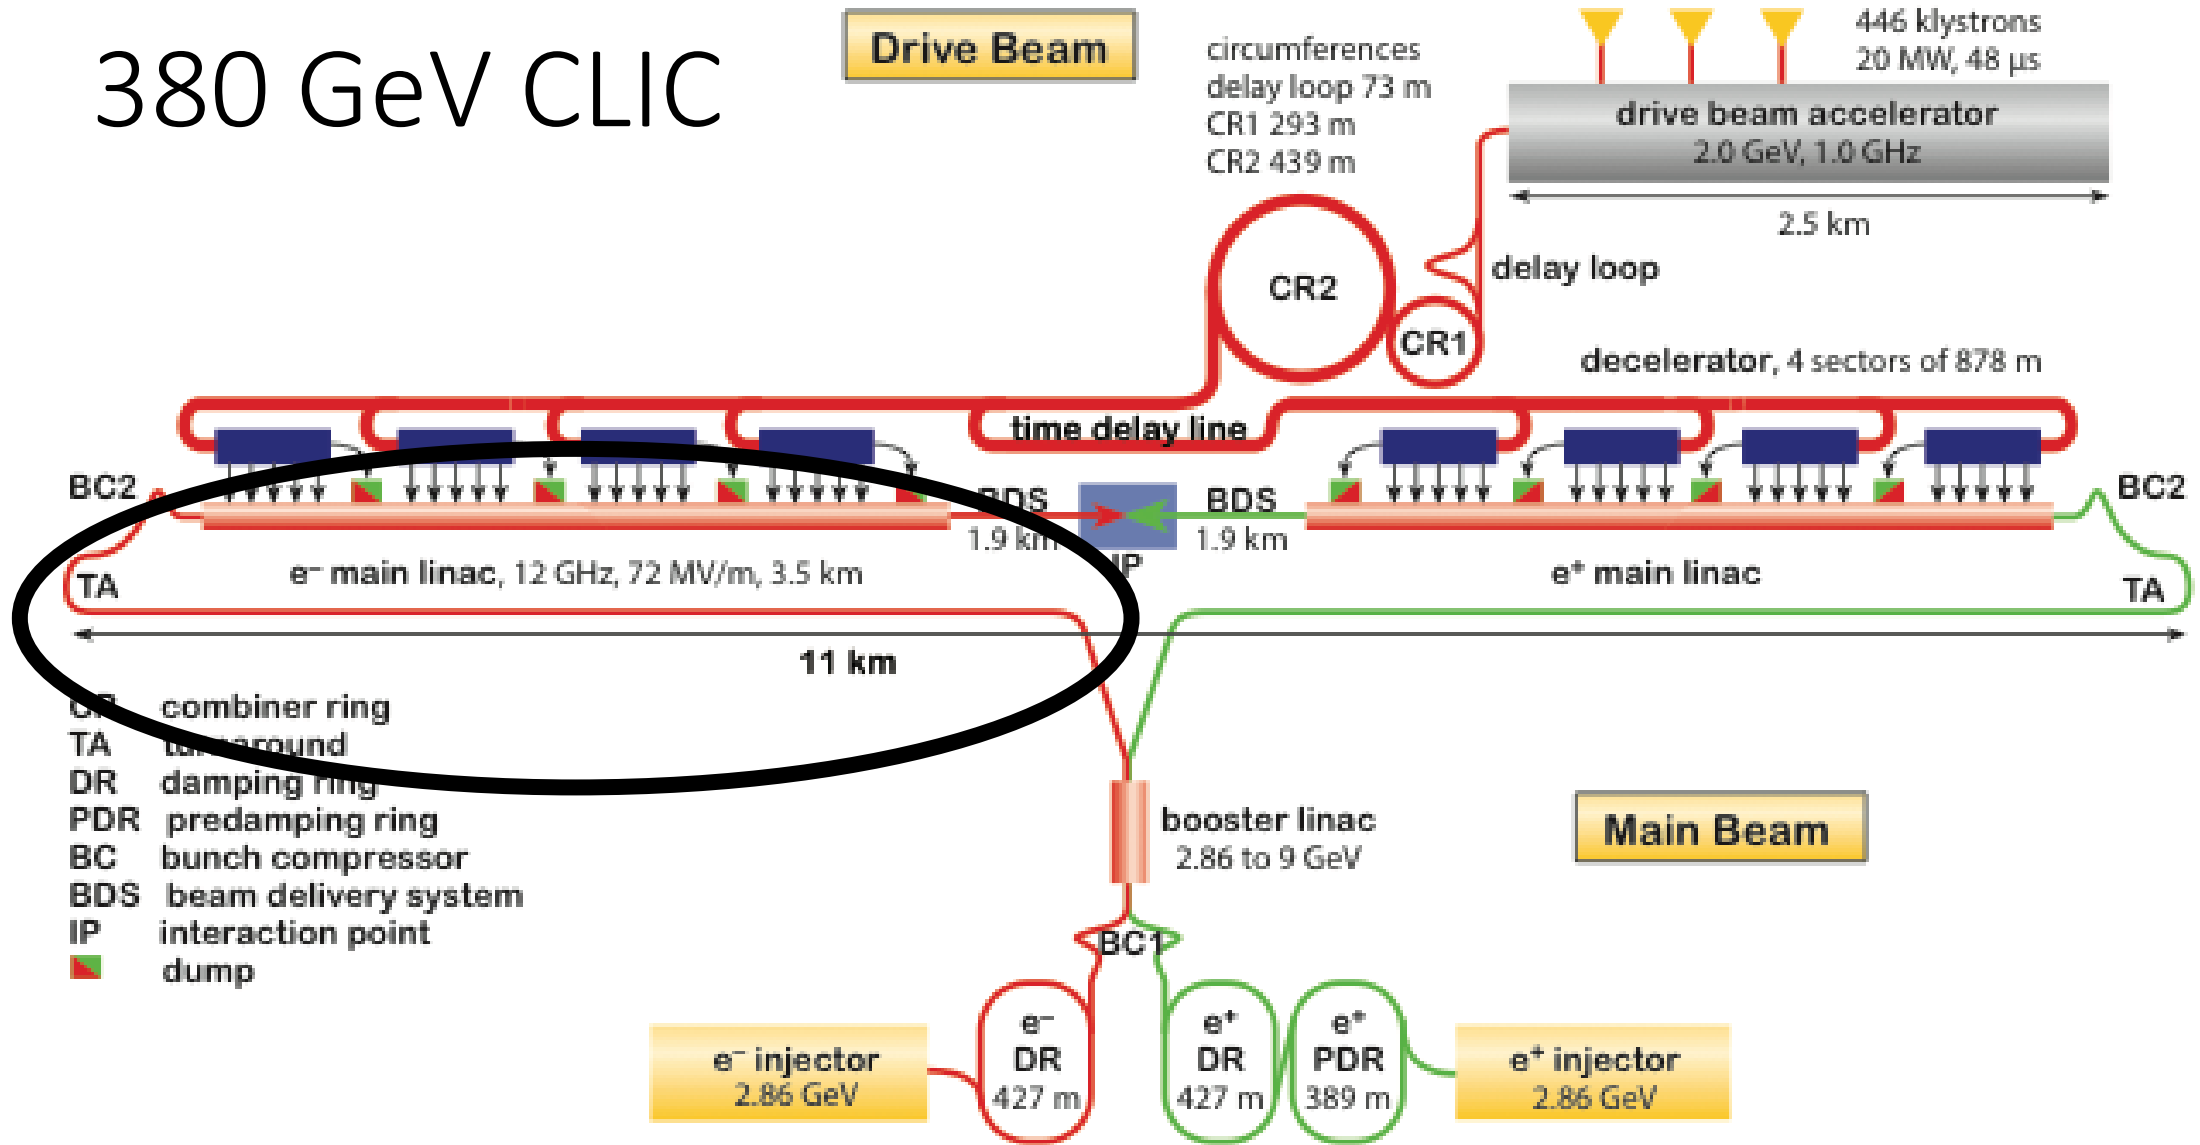 380 GeV CLIC
Drive Beam
circumferences
delay loop 73 m
CR1 293 m
CR2 439 m
446 klystrons
20 MW, 48 µs
drive beam accelerator
2.0 GeV, 1.0 GHz
2.5 km
delay loop
CR2
CR1
decelerator, 4 sectors of 878 m
time delay line
BC2
BDS
1.9 km
IP
BDS
1.9 km
BC2
TA
e⁻ main linac, 12 GHz, 72 MV/m, 3.5 km
e⁺ main linac
TA
11 km
CR combiner ring
TA turnaround
DR damping ring
PDR predamping ring
BC bunch compressor
BDS beam delivery system
IP interaction point
dump
booster linac
2.86 to 9 GeV
Main Beam
BC1
e⁻ injector
2.86 GeV
e⁻
DR
427 m
e⁺
DR
427 m
e⁺
PDR
389 m
e⁺ injector
2.86 GeV